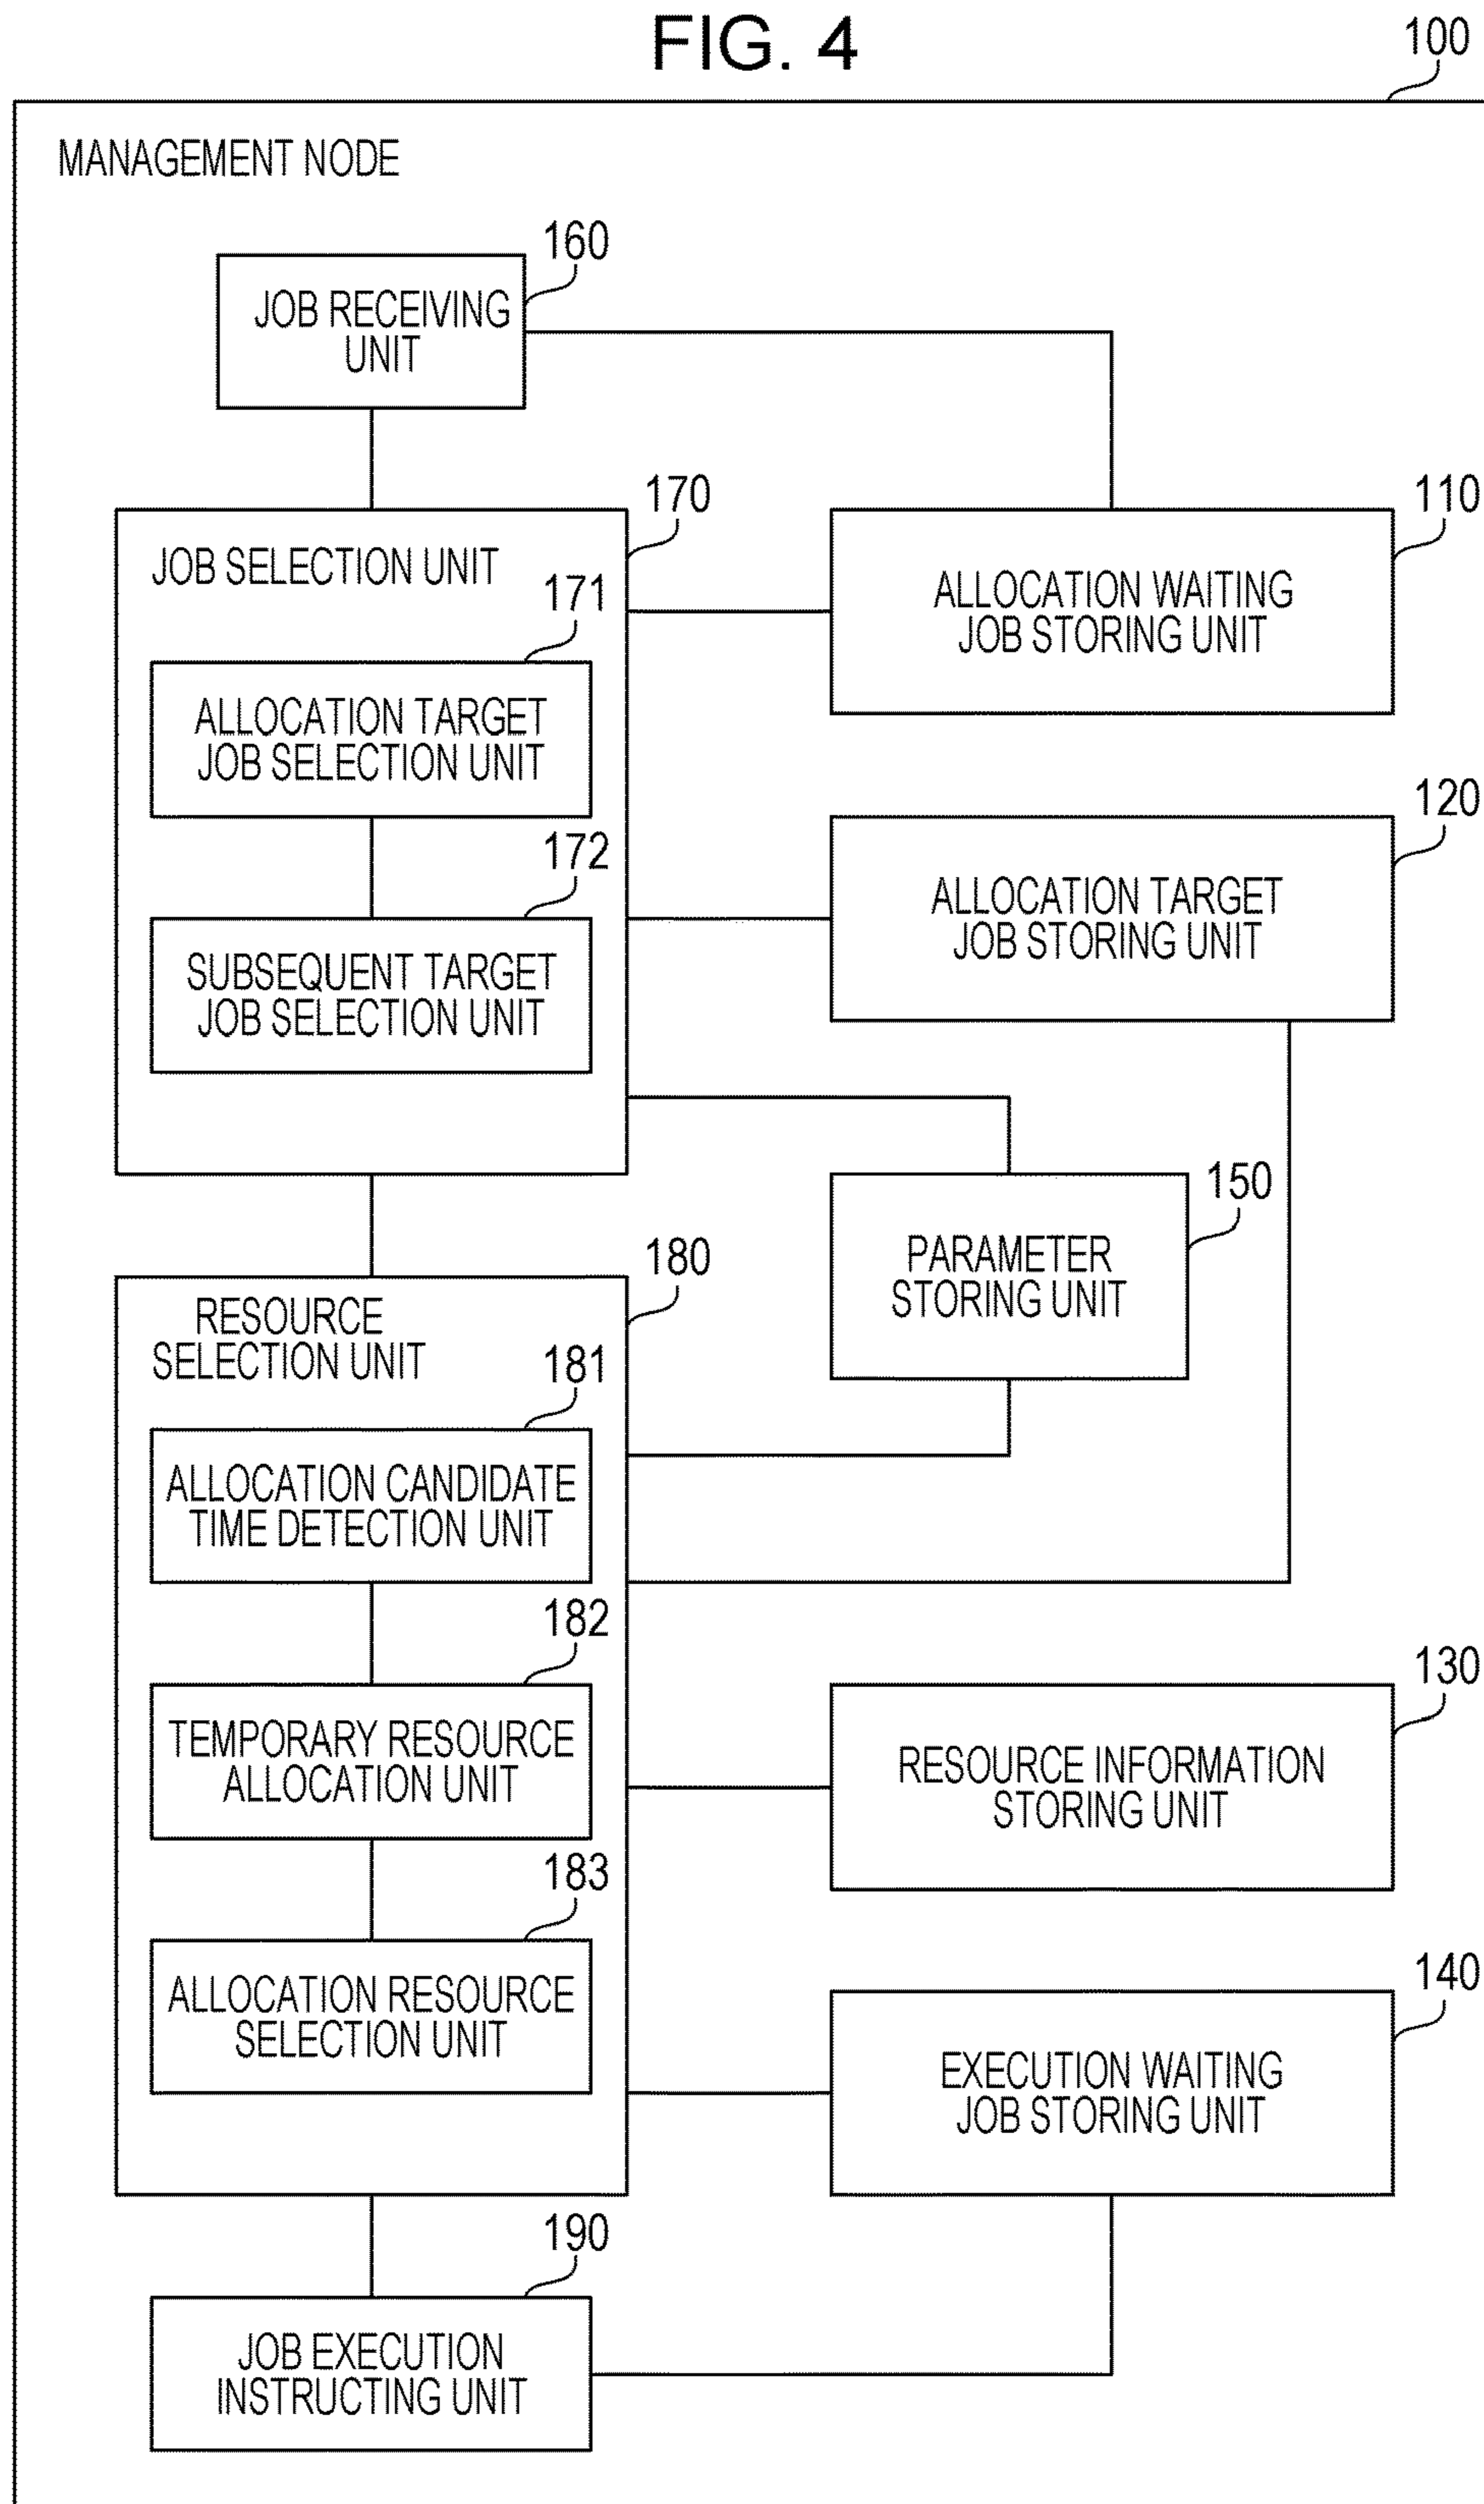 FIG. 4
100
MANAGEMENT NODE
160
JOB RECEIVING
UNIT
170
JOB SELECTION UNIT
171
ALLOCATION TARGET
JOB SELECTION UNIT
172
SUBSEQUENT TARGET
JOB SELECTION UNIT
110
ALLOCATION WAITING
JOB STORING UNIT
120
ALLOCATION TARGET
JOB STORING UNIT
150
PARAMETER
STORING UNIT
180
RESOURCE
SELECTION UNIT
181
ALLOCATION CANDIDATE
TIME DETECTION UNIT
182
TEMPORARY RESOURCE
ALLOCATION UNIT
183
ALLOCATION RESOURCE
SELECTION UNIT
130
RESOURCE INFORMATION
STORING UNIT
140
EXECUTION WAITING
JOB STORING UNIT
190
JOB EXECUTION
INSTRUCTING UNIT